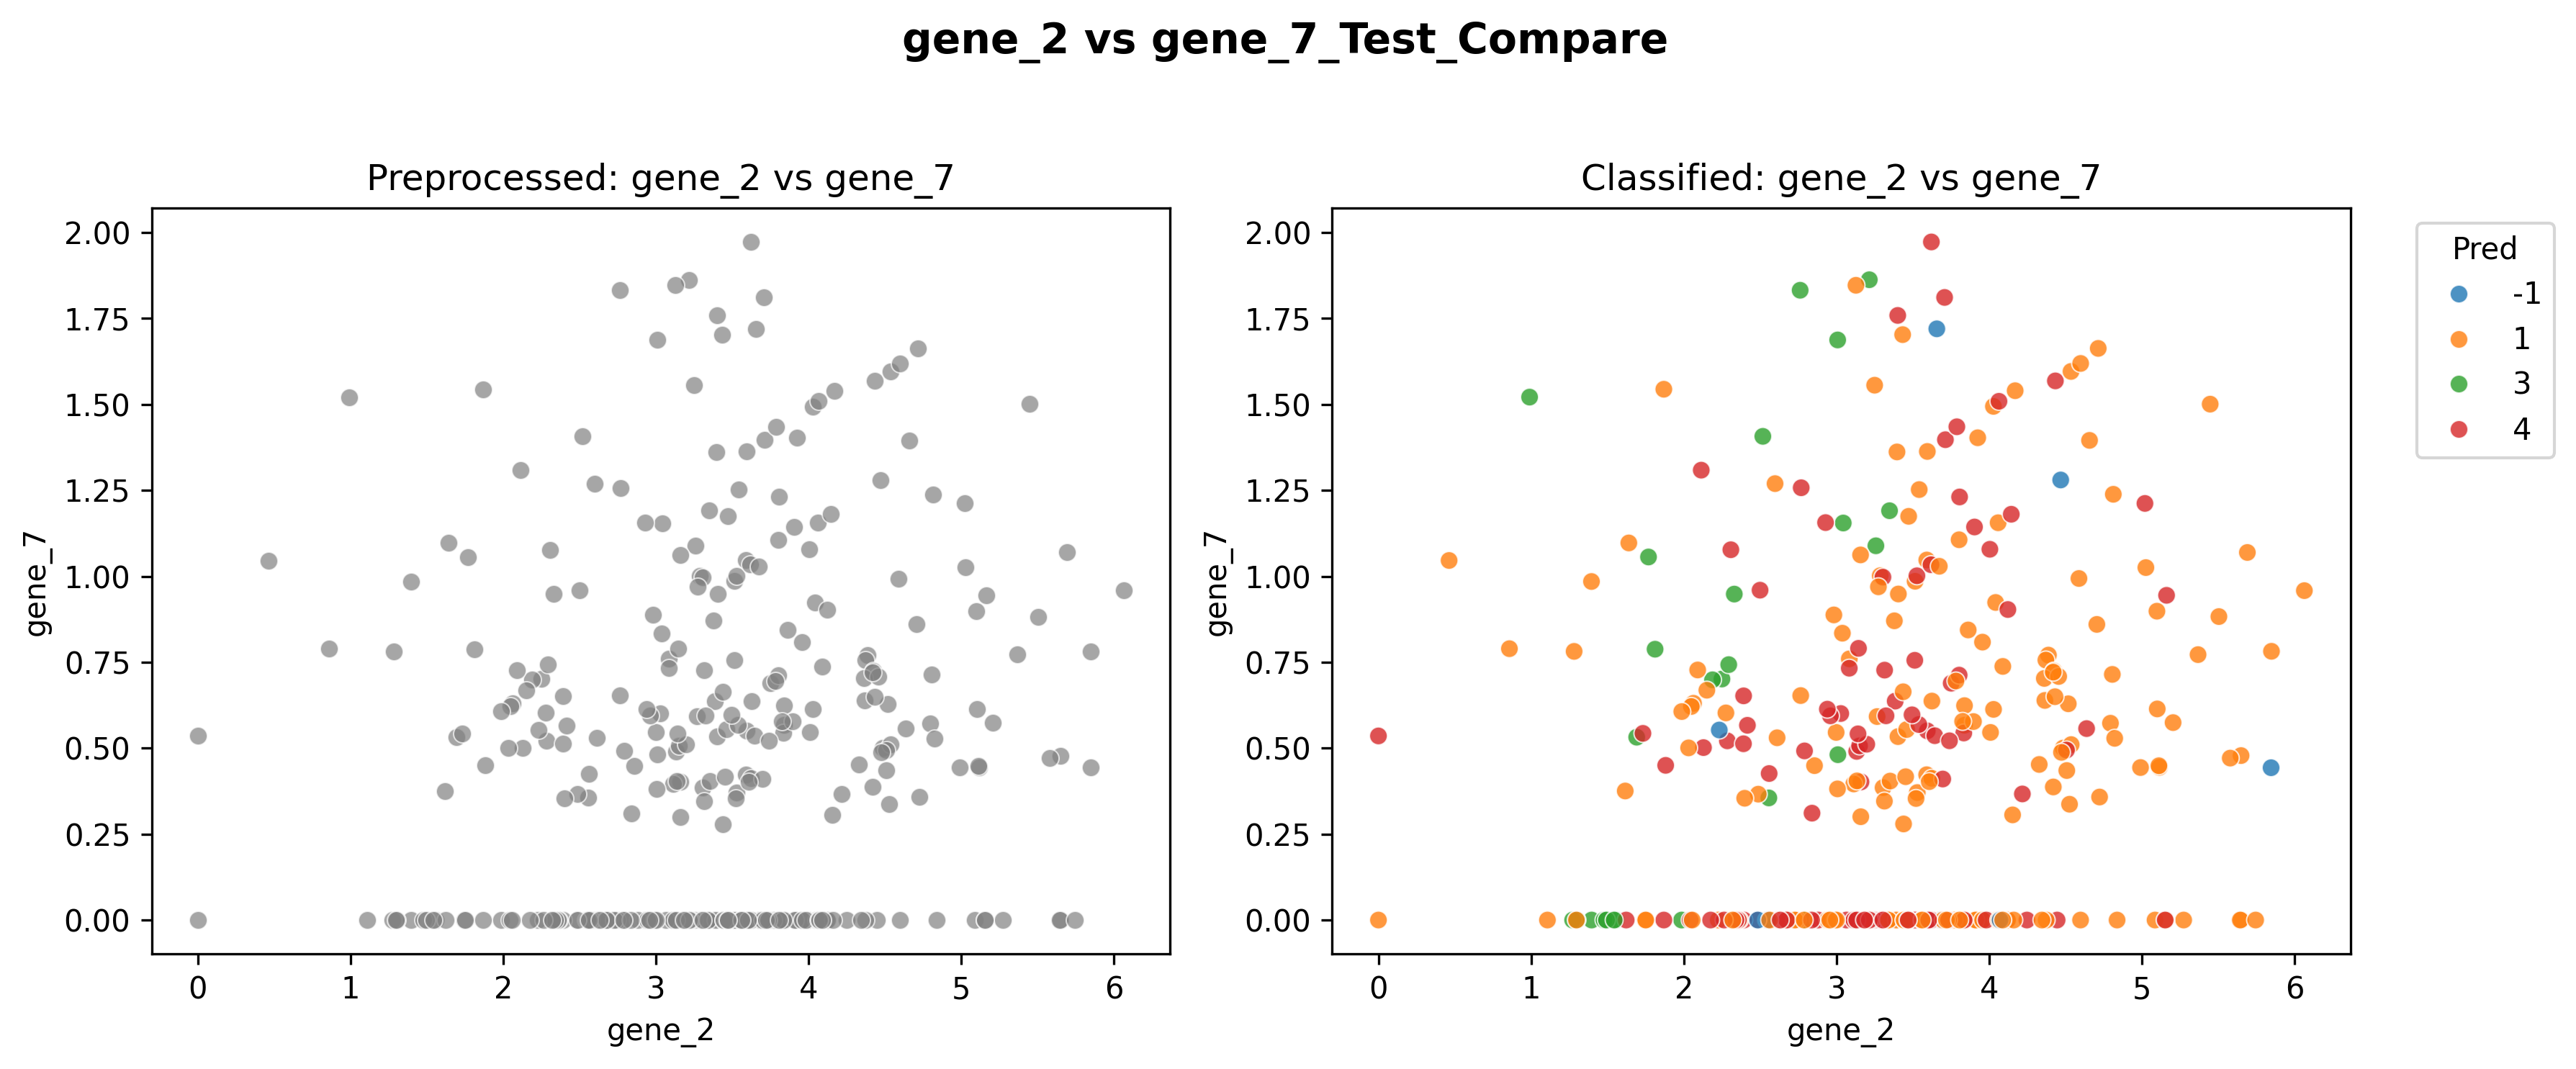 gene_2 vs gene_7_Test_Compare
Preprocessed: gene_2 vs gene_7
gene_7
2.00
1.75
1.50
1.25
1.00
0.75
0.50
0.25
0.00
0 1 2 3 4 5 6
gene_2
Classified: gene_2 vs gene_7
gene_7
2.00
1.75
1.50
1.25
1.00
0.75
0.50
0.25
0.00
0 1 2 3 4 5 6
gene_2
Pred
-1
1
3
4